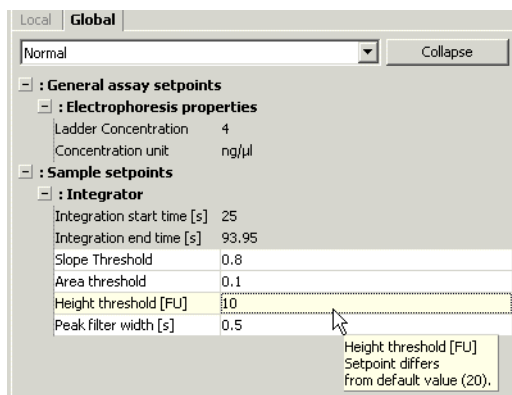 Local Global
Normal Collapse
: General assay setpoints
: Electrophoresis properties
Ladder Concentration 4
Concentration unit ng/µl
: Sample setpoints
: Integrator
Integration start time [s] 25
Integration end time [s] 93.95
Slope Threshold 0.8
Area threshold 0.1
Height threshold [FU] 10
Peak filter width [s] 0.5
Height threshold [FU]
Setpoint differs
from default value (20).